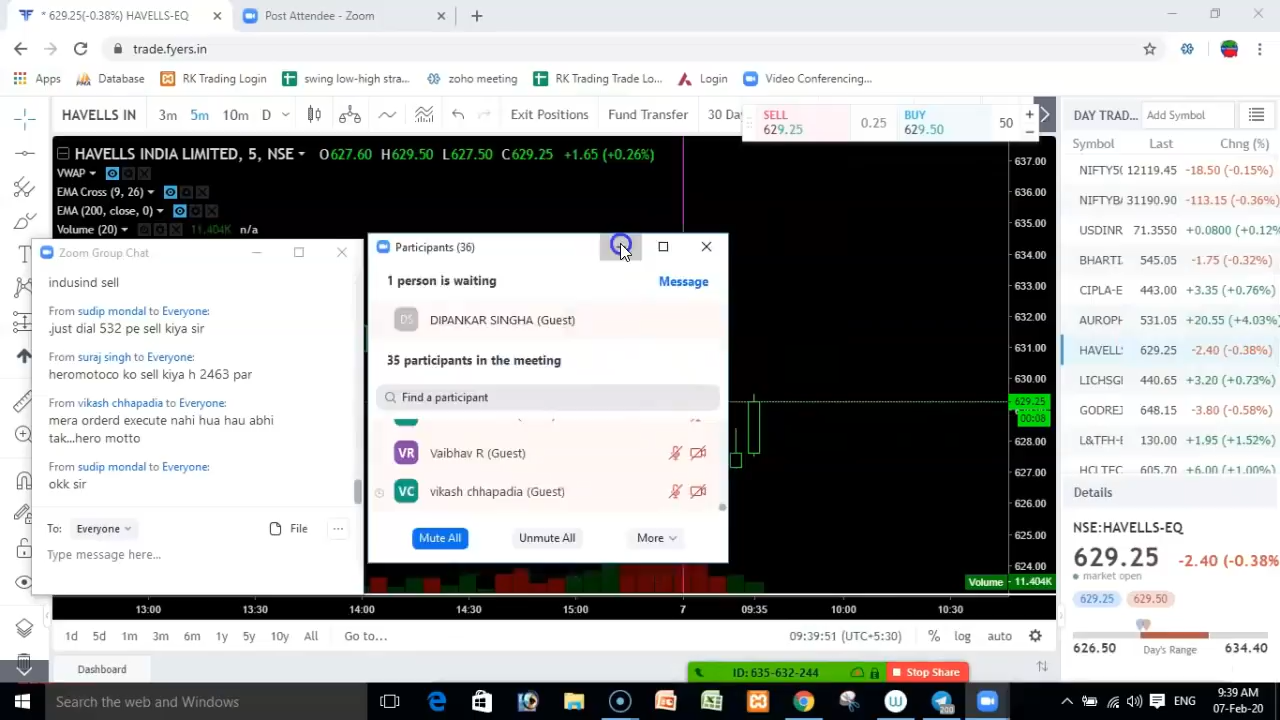 * 629.25(-0.38%) HAVELLS-EQ
Post Attendee - Zoom
trade.fyers.in
Apps
Database
RK Trading Login
swing low-high stra...
zoho meeting
RK Trading Trade Lo...
Login
Video Conferencing...
HAVELLS IN
3m 5m 10m D
Exit Positions
Fund Transfer
30 Day
SELL
629.25
0.25
BUY
629.50
50
+
−
DAY TRAD...
Add Symbol
HAVELLS INDIA LIMITED, 5, NSE
O627.60 H629.50 L627.50 C629.25 +1.65 (+0.26%)
VWAP
EMA Cross (9, 26)
EMA (200, close, 0)
Volume (20)
11.404K n/a
Symbol Last Chng (%)
NIFTY5( 12119.45 -18.50 (-0.15%)
NIFTYB/ 31190.90 -113.15 (-0.36%)
USDINR 71.3550 +0.0800 (+0.12%
BHARTI. 545.05 -1.75 (-0.32%)
CIPLA-E 443.00 +3.35 (+0.76%)
AUROPH 531.05 +20.55 (+4.03%)
HAVELL' 629.25 -2.40 (-0.38%)
LICHSGI 440.65 +3.20 (+0.73%)
GODREJ 648.15 -3.80 (-0.58%)
L&TFH-E 130.00 +1.95 (+1.52%)
HCLTEC 605.70 +6.00 (+1.00%)
Zoom Group Chat
indusind sell
From sudip mondal to Everyone:
.just dial 532 pe sell kiya sir
From suraj singh to Everyone:
heromotoco ko sell kiya h 2463 par
From vikash chhapadia to Everyone:
mera orderd execute nahi hua hau abhi
tak...hero motto
From sudip mondal to Everyone:
okk sir
To: Everyone
File
...
Type message here...
Participants (36)
1 person is waiting
Message
DS
DIPANKAR SINGHA (Guest)
35 participants in the meeting
Find a participant
VR Vaibhav R (Guest)
VC vikash chhapadia (Guest)
Mute All
Unmute All
More
637.00
636.00
635.00
634.00
633.00
632.00
631.00
630.00
629.25
00:08
628.00
627.00
626.00
625.00
624.00
Volume 11.404K
13:00 13:30 14:00 14:30 15:00 7 09:35 10:00 10:30
1d 5d 1m 3m 6m 1y 5y 10y All Go to...
09:39:51 (UTC+5:30)
% log auto
Dashboard
ID: 635-632-244
Stop Share
Details
NSE:HAVELLS-EQ
629.25 -2.40 (-0.38%
market open
629.25 629.50
626.50 Day's Range 634.40
Search the web and Windows
200
ENG
9:39 AM
07-Feb-20